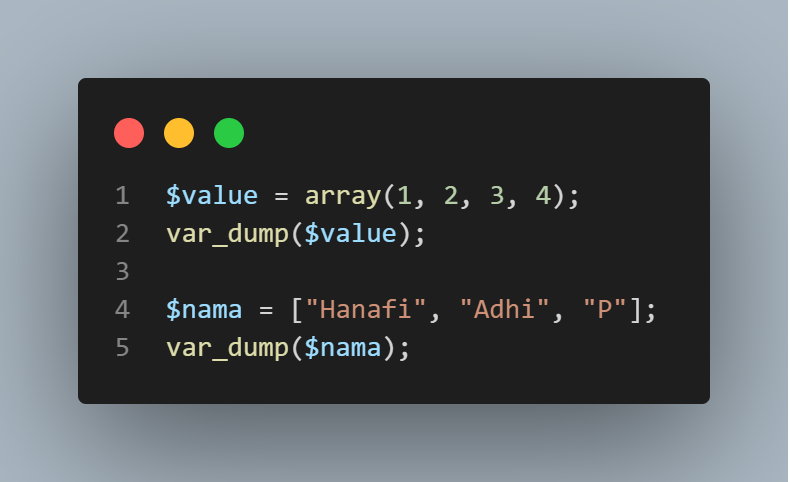 1 $value = array(1, 2, 3, 4);
2 var_dump($value);
3
4 $nama = ["Hanafi", "Adhi", "P"];
5 var_dump($nama);